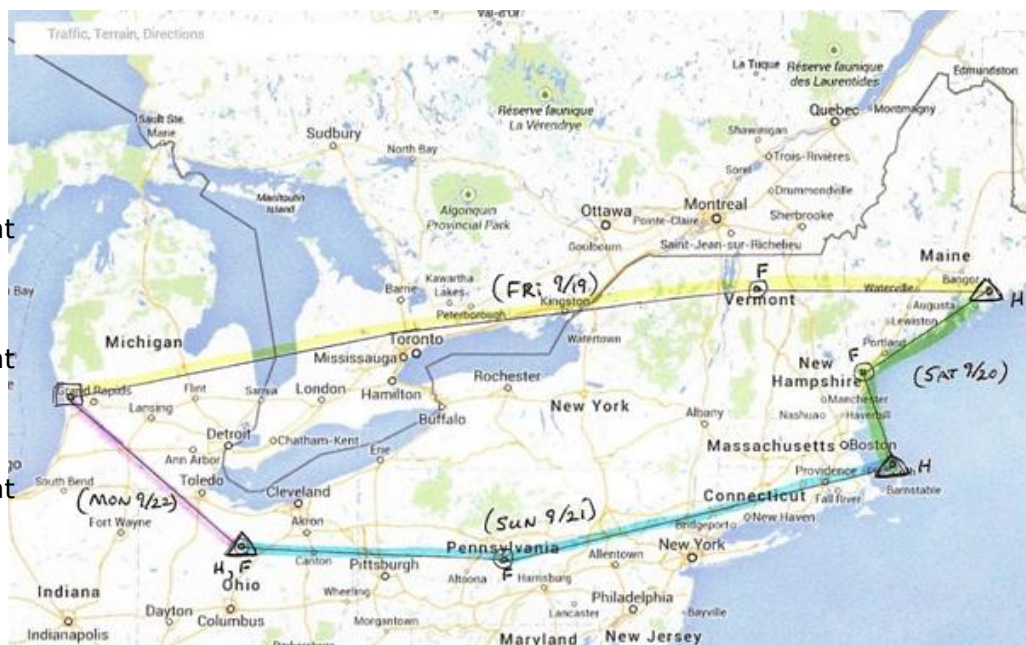 Val-d'Or
Traffic, Terrain, Directions
La Tuque
Réserve faunique
des Laurentides
Edmundston
Réserve faunique
La Vérendrye
Quebec
Montmagny
Sault Ste.
Marie
Sudbury
North Bay
Shawinigan
Trois-Rivières
Sorel
Drummondville
Manitoulin
Island
Algonquin
Provincial Park
Ottawa
Montreal
Pointe-Claire
Sherbrooke
nt
Goulbourn
Saint-Jean-sur-Richelieu
Maine
Bay
Barrie
Kawartha
Lakes
Peterborough
(FRI 9/19)
Kingston
F
Vermont
Waterville
Bangor
H
Augusta
Lewiston
Michigan
Toronto
Mississauga
Watertown
Portland
F
New
Hampshire
(SAT 9/20)
nt
Grand Rapids
Flint
Sarnia
London
Hamilton
Rochester
New York
Manchester
Lansing
Buffalo
Albany
Nashua
Haverhill
Detroit
Chatham-Kent
Erie
Massachusetts
Boston
Ann Arbor
go
South Bend
Toledo
Providence
H
nt
(MON 9/22)
Cleveland
Connecticut
Fall River
Barnstable
Fort Wayne
Akron
(SUN 9/21)
Bridgeport
New Haven
Canton
Pittsburgh
Pennsylvania
Allentown
New York
H, F
Ohio
F
Altoona
Harrisburg
Indiana
Wheeling
Philadelphia
Dayton
Columbus
Lancaster
Bayville
Indianapolis
Morgantown
Maryland
New Jersey